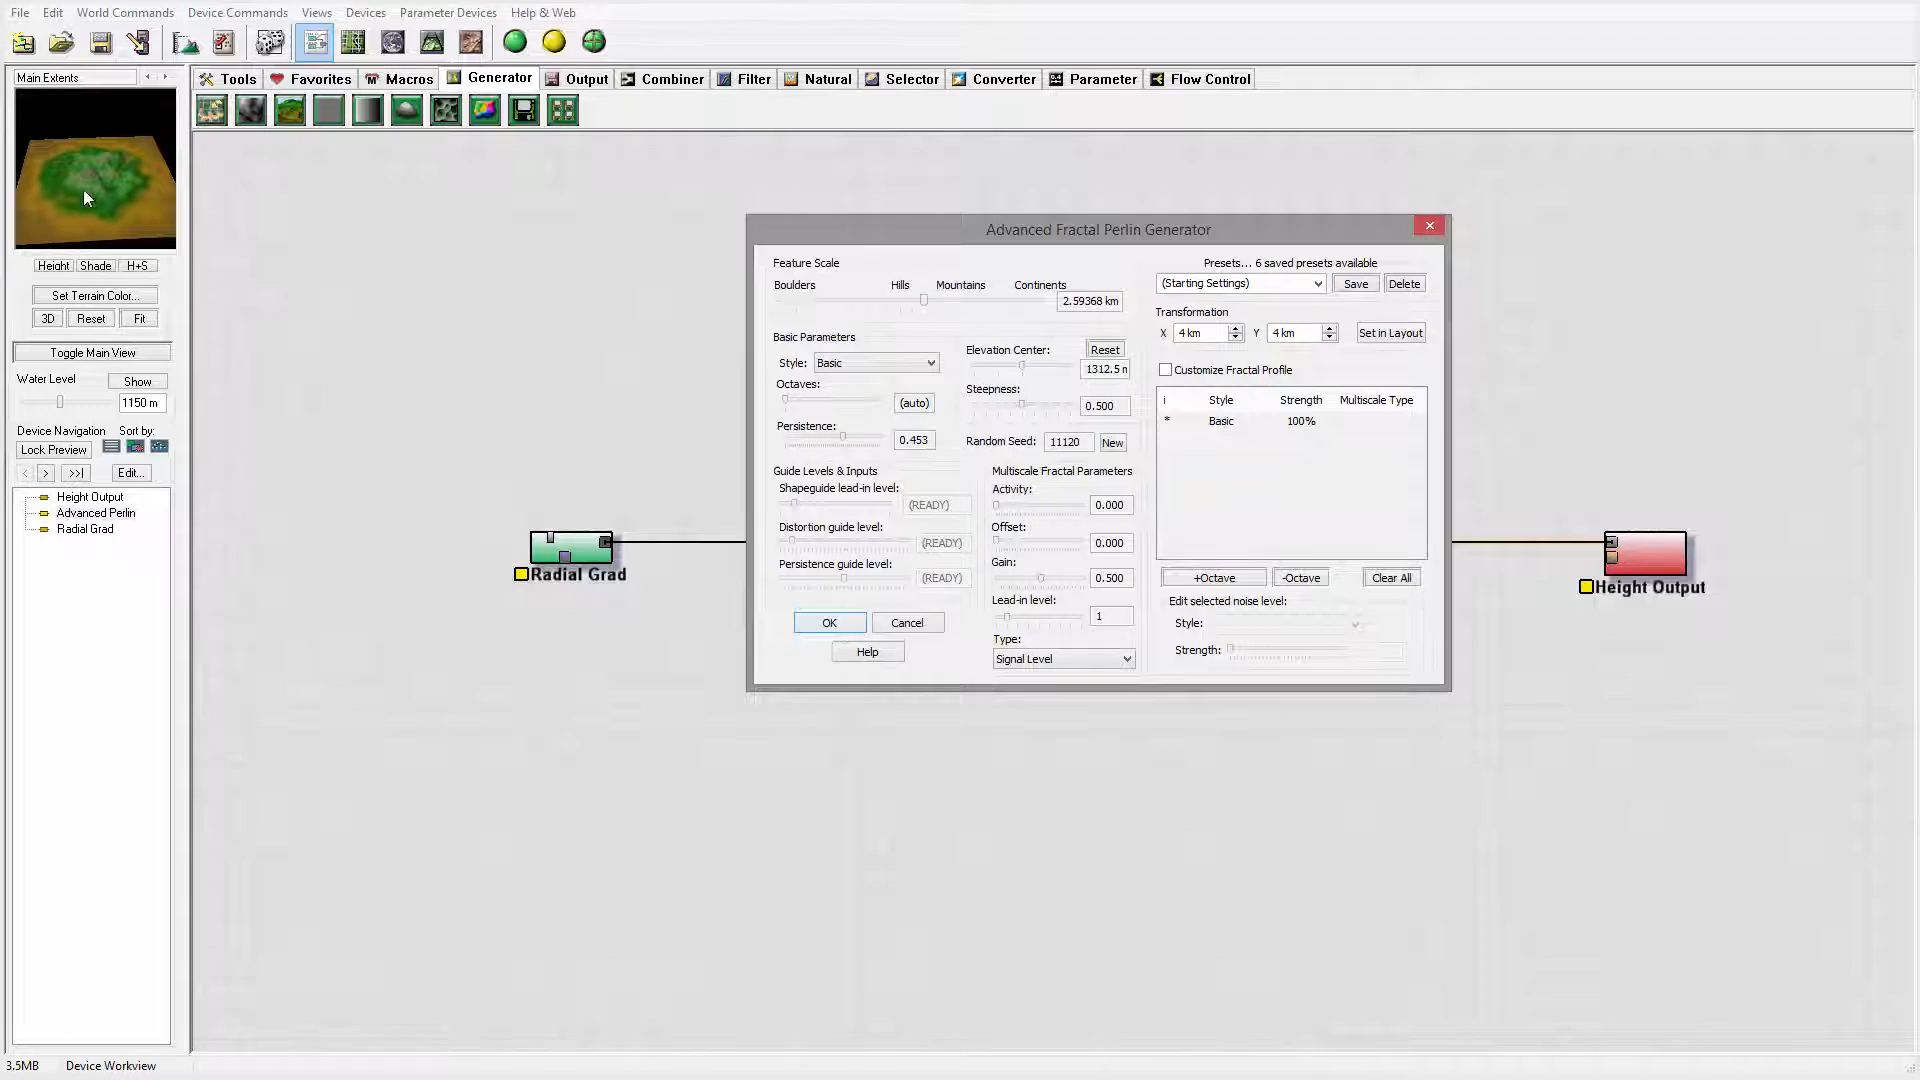 File Edit World Commands Device Commands Views Devices Parameter Devices Help & Web
Main Extents
Tools Favorites Macros Generator Output Combiner Filter Natural Selector Converter Parameter Flow Control
Height Shade H+S
Set Terrain Color...
3D Reset Fit
Toggle Main View
Water Level Show
1150 m
Device Navigation Sort by:
Lock Preview
< > >>| Edit...
Height Output
Advanced Perlin
Radial Grad
Radial Grad
Advanced Fractal Perlin Generator
Feature Scale
Boulders Hills Mountains Continents
2.59368 km
Basic Parameters
Style: Basic
Octaves:
(auto)
Persistence:
0.453
Elevation Center: Reset
1312.5
Steepness:
0.500
Random Seed: 11120 New
Guide Levels & Inputs
Shapeguide lead-in level:
(READY)
Distortion guide level:
(READY)
Persistence guide level:
(READY)
OK Cancel
Help
Multiscale Fractal Parameters
Activity:
0.000
Offset:
0.000
Gain:
0.500
Lead-in level:
1
Type:
Signal Level
Presets... 6 saved presets available
(Starting Settings) Save Delete
Transformation
X 4 km Y 4 km Set in Layout
Customize Fractal Profile
i Style Strength Multiscale Type
* Basic 100%
+Octave -Octave Clear All
Edit selected noise level:
Style:
Strength:
Height Output
3.5MB Device Workview